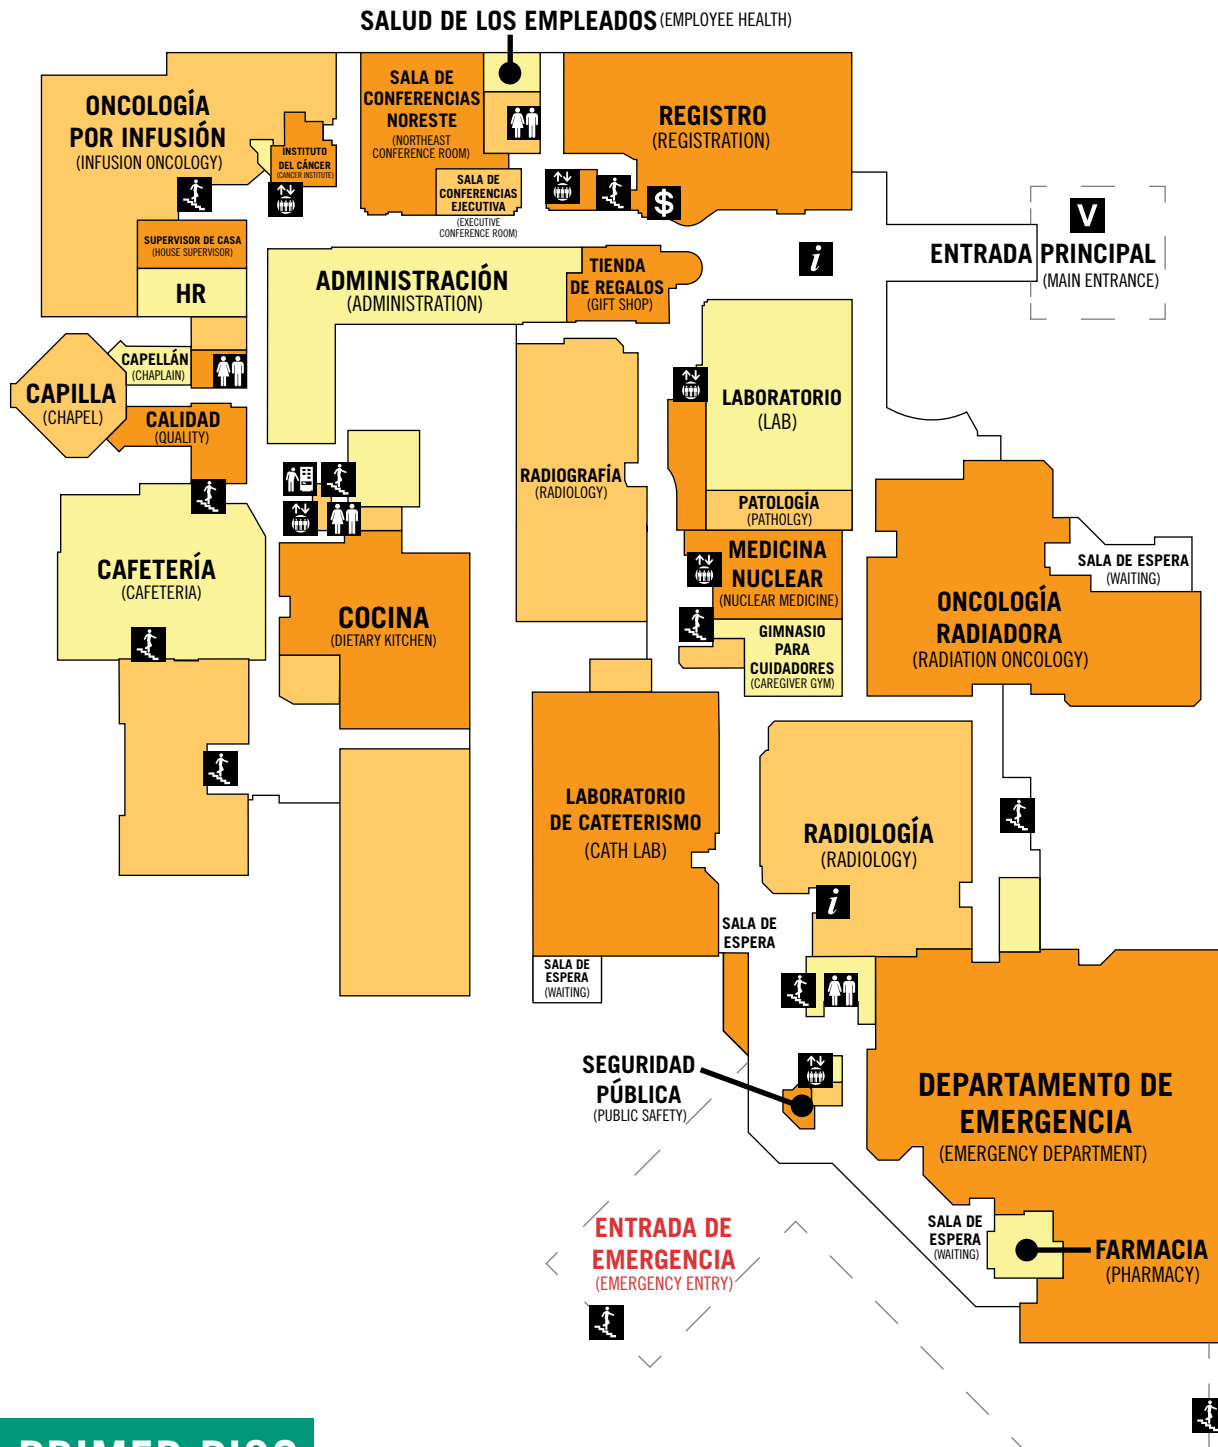 SALUD DE LOS EMPLEADOS (EMPLOYEE HEALTH)
ONCOLOGÍA
POR INFUSIÓN
(INFUSION ONCOLOGY)
INSTITUTO
DEL CÁNCER
(CANCER INSTITUTE)
SALA DE
CONFERENCIAS
NORESTE
(NORTHEAST
CONFERENCE ROOM)
SALA DE
CONFERENCIAS
EJECUTIVA
(EXECUTIVE
CONFERENCE ROOM)
REGISTRO
(REGISTRATION)
$
V
ENTRADA PRINCIPAL
(MAIN ENTRANCE)
i
SUPERVISOR DE CASA
(HOUSE SUPERVISOR)
HR
ADMINISTRACIÓN
(ADMINISTRATION)
TIENDA
DE REGALOS
(GIFT SHOP)
CAPELLÁN
(CHAPLAIN)
CAPILLA
(CHAPEL)
CALIDAD
(QUALITY)
LABORATORIO
(LAB)
RADIOGRAFÍA
(RADIOLOGY)
PATOLOGÍA
(PATHOLGY)
MEDICINA
NUCLEAR
(NUCLEAR MEDICINE)
GIMNASIO
PARA
CUIDADORES
(CAREGIVER GYM)
SALA DE ESPERA
(WAITING)
ONCOLOGÍA
RADIADORA
(RADIATION ONCOLOGY)
CAFETERÍA
(CAFETERIA)
COCINA
(DIETARY KITCHEN)
LABORATORIO
DE CATETERISMO
(CATH LAB)
RADIOLOGÍA
(RADIOLOGY)
i
SALA DE
ESPERA
SALA DE
ESPERA
(WAITING)
SEGURIDAD
PÚBLICA
(PUBLIC SAFETY)
DEPARTAMENTO DE
EMERGENCIA
(EMERGENCY DEPARTMENT)
SALA DE
ESPERA
(WAITING)
FARMACIA
(PHARMACY)
ENTRADA DE
EMERGENCIA
(EMERGENCY ENTRY)
PRIMER PISO